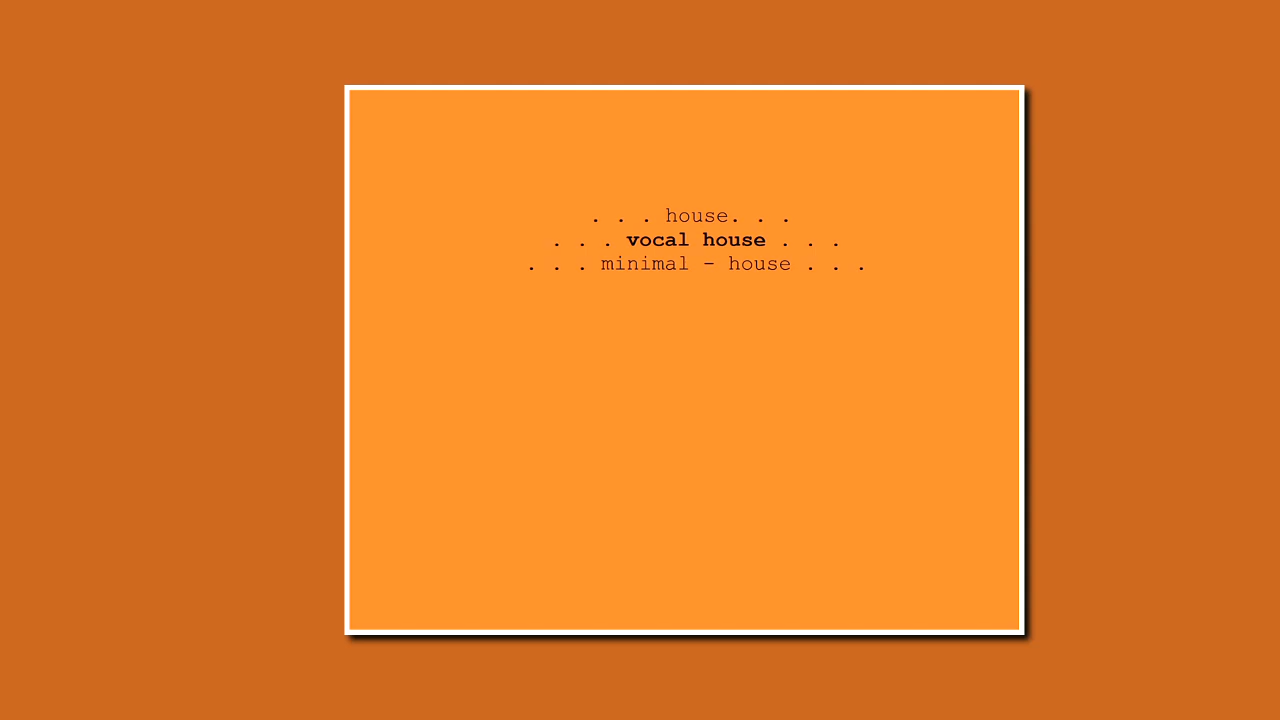 . . . house. . .
. . . vocal house . . .
. . . minimal - house . . .